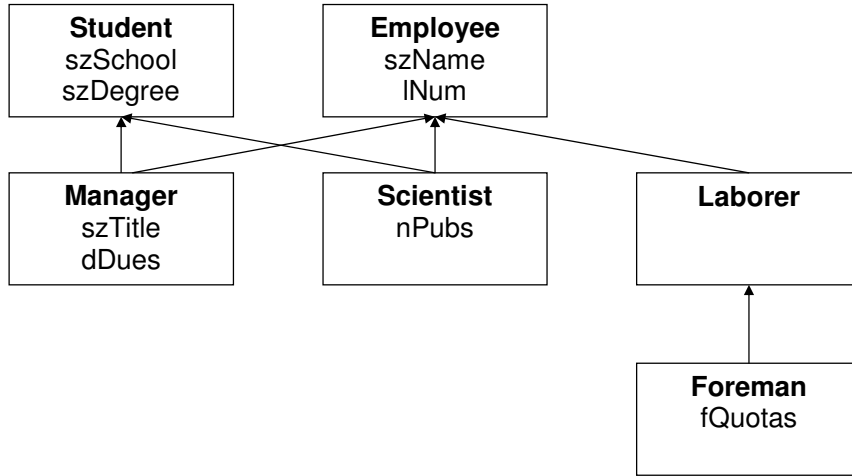 Student
szSchool
szDegree
Employee
szName
lNum
Manager
szTitle
dDues
Scientist
nPubs
Laborer
Foreman
fQuotas